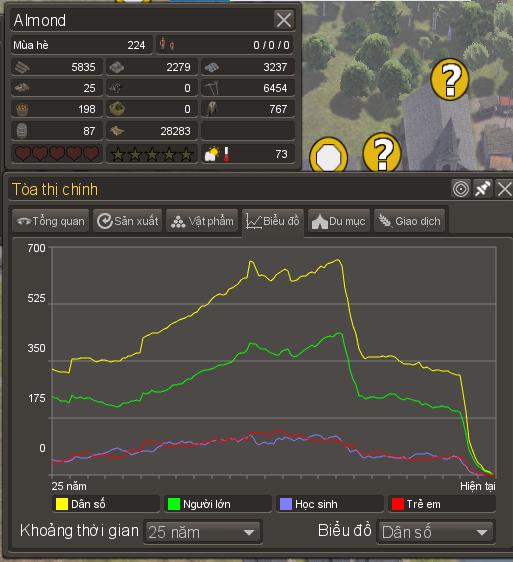 Almond
Mùa hè 224 0 / 0 / 0
5835 2279 3237
25 0 6454
198 0 767
87 28283
73
Tòa thị chính
Tổng quan Sản xuất Vật phẩm Biểu đồ Du mục Giao dịch
700
525
350
175
0
25 năm Hiện tại
Dân số Người lớn Học sinh Trẻ em
Khoảng thời gian 25 năm Biểu đồ Dân số